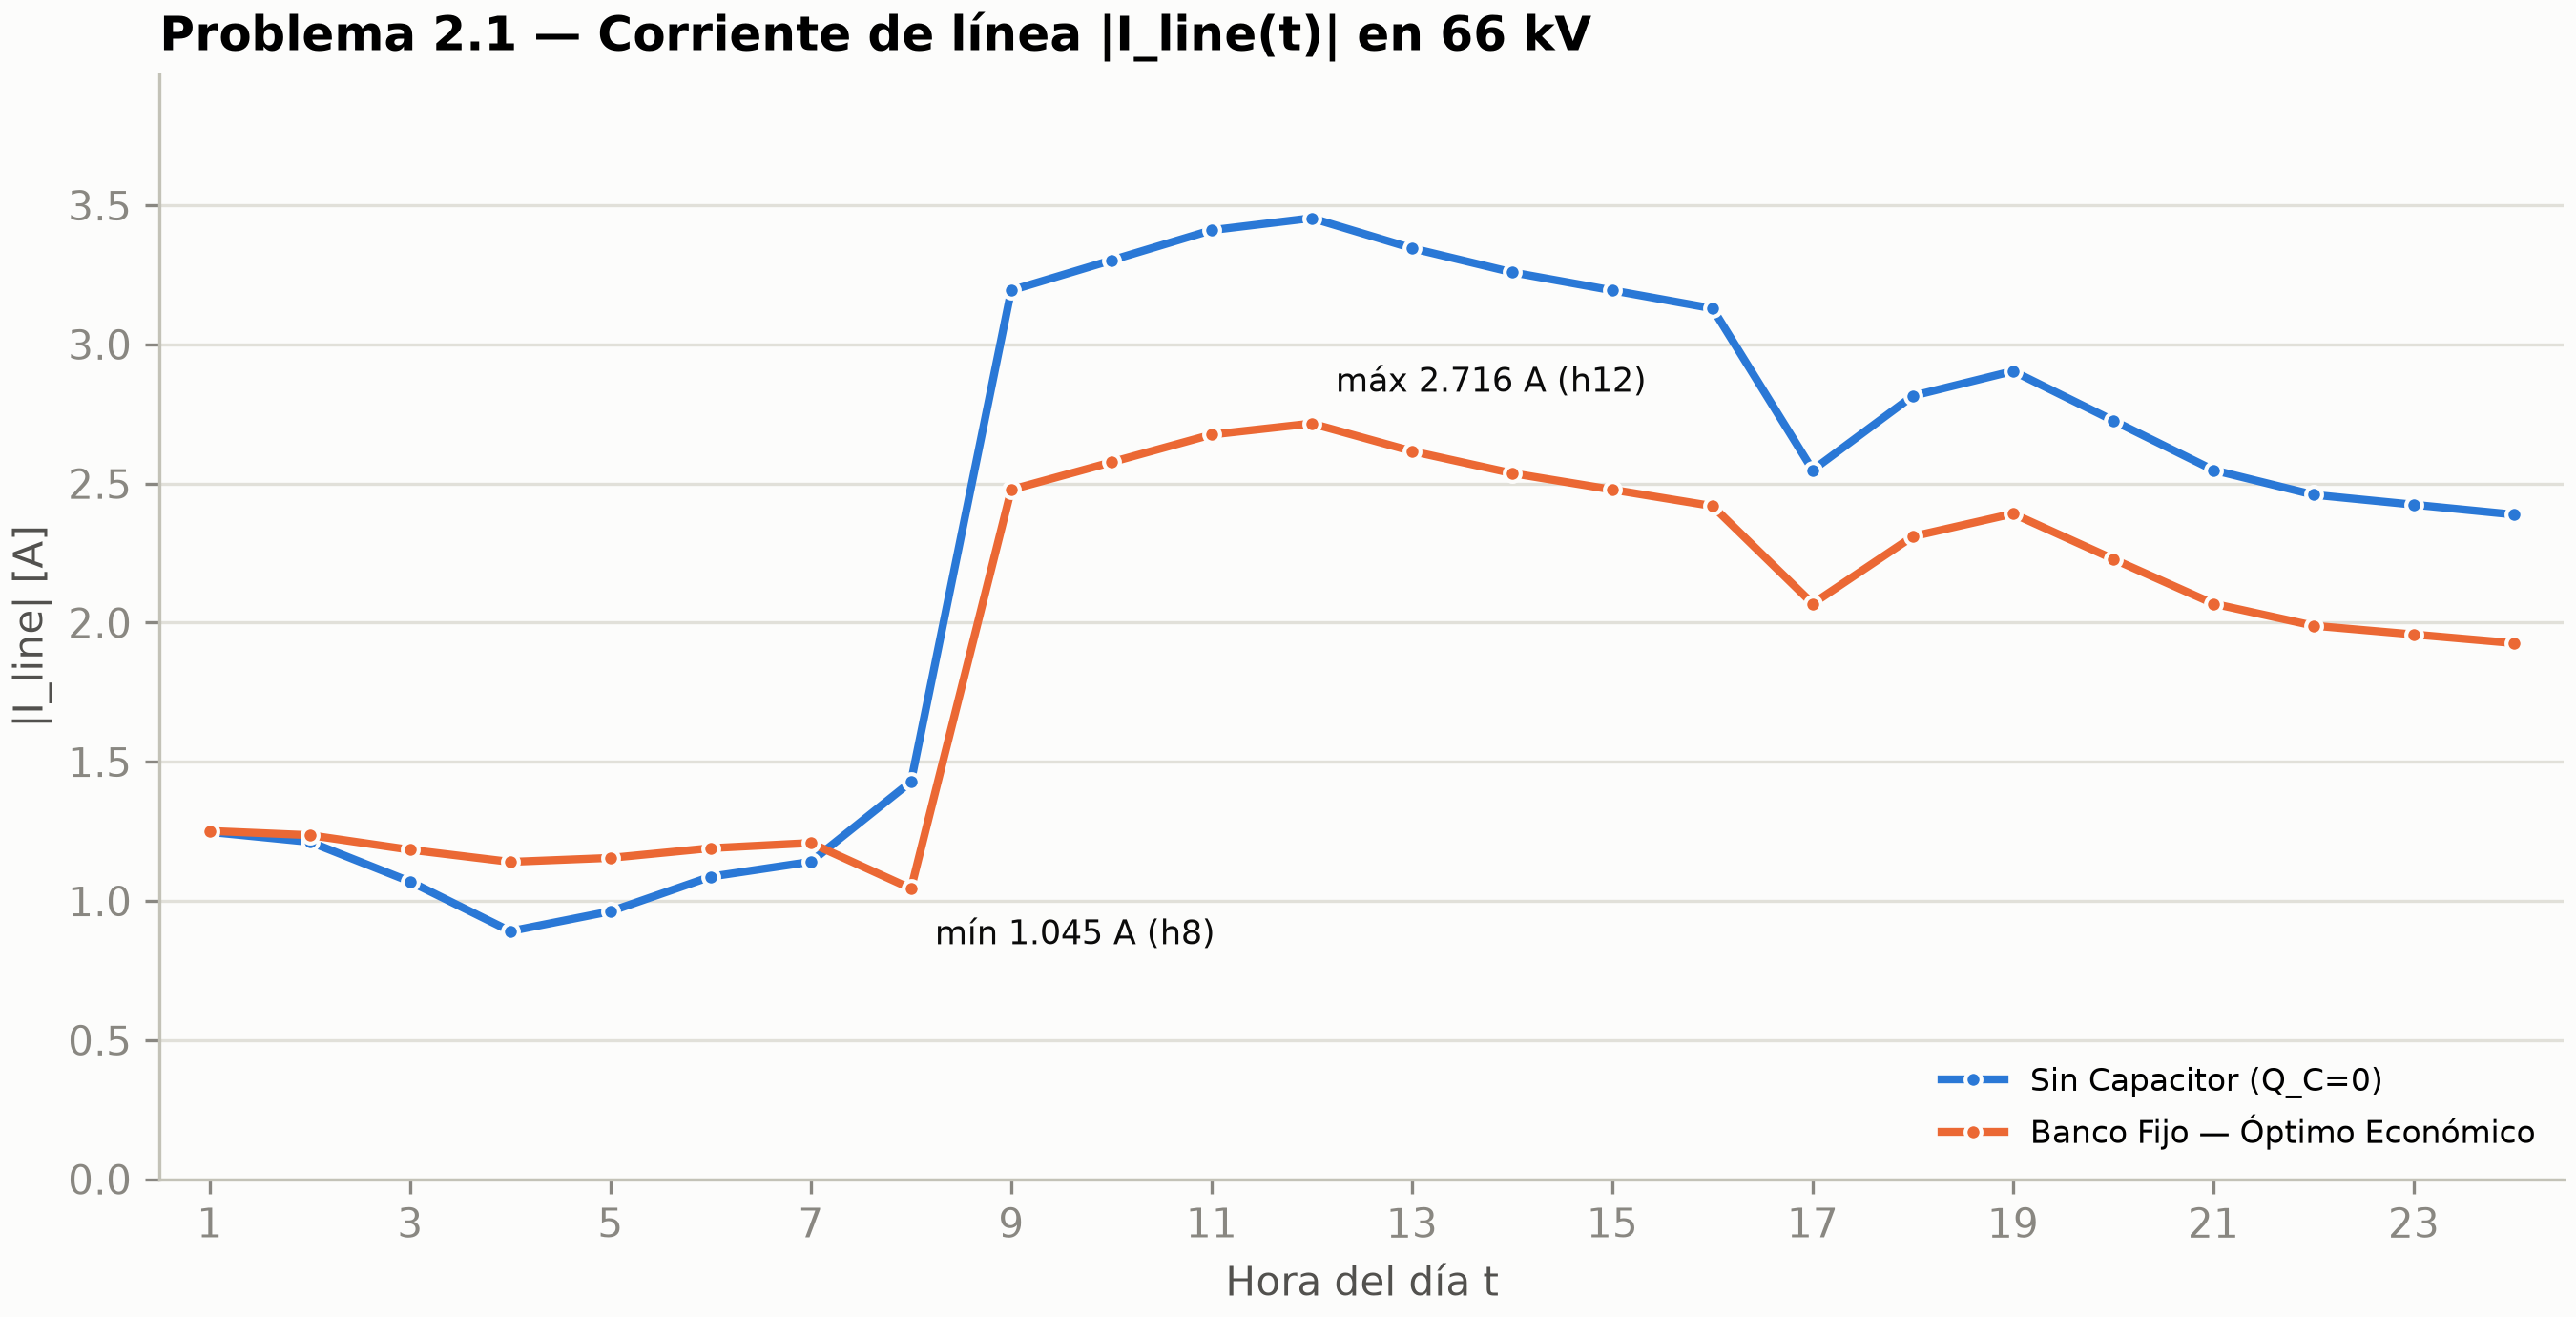 Problema 2.1 — Corriente de línea |I_line(t)| en 66 kV
|I_line| [A]
3.5
3.0
2.5
2.0
1.5
1.0
0.5
0.0
máx 2.716 A (h12)
mín 1.045 A (h8)
Sin Capacitor (Q_C=0)
Banco Fijo — Óptimo Económico
1 3 5 7 9 11 13 15 17 19 21 23
Hora del día t